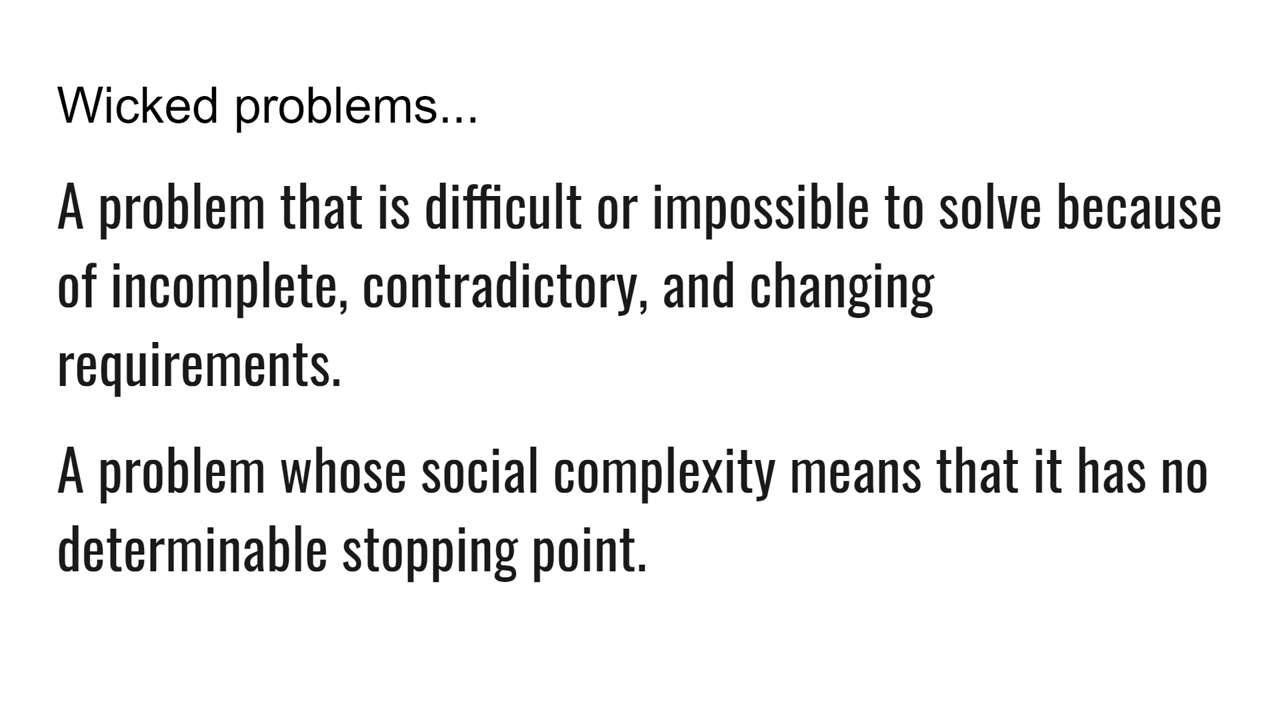 Wicked problems...
A problem that is difficult or impossible to solve because
of incomplete, contradictory, and changing
requirements.
A problem whose social complexity means that it has no
determinable stopping point.